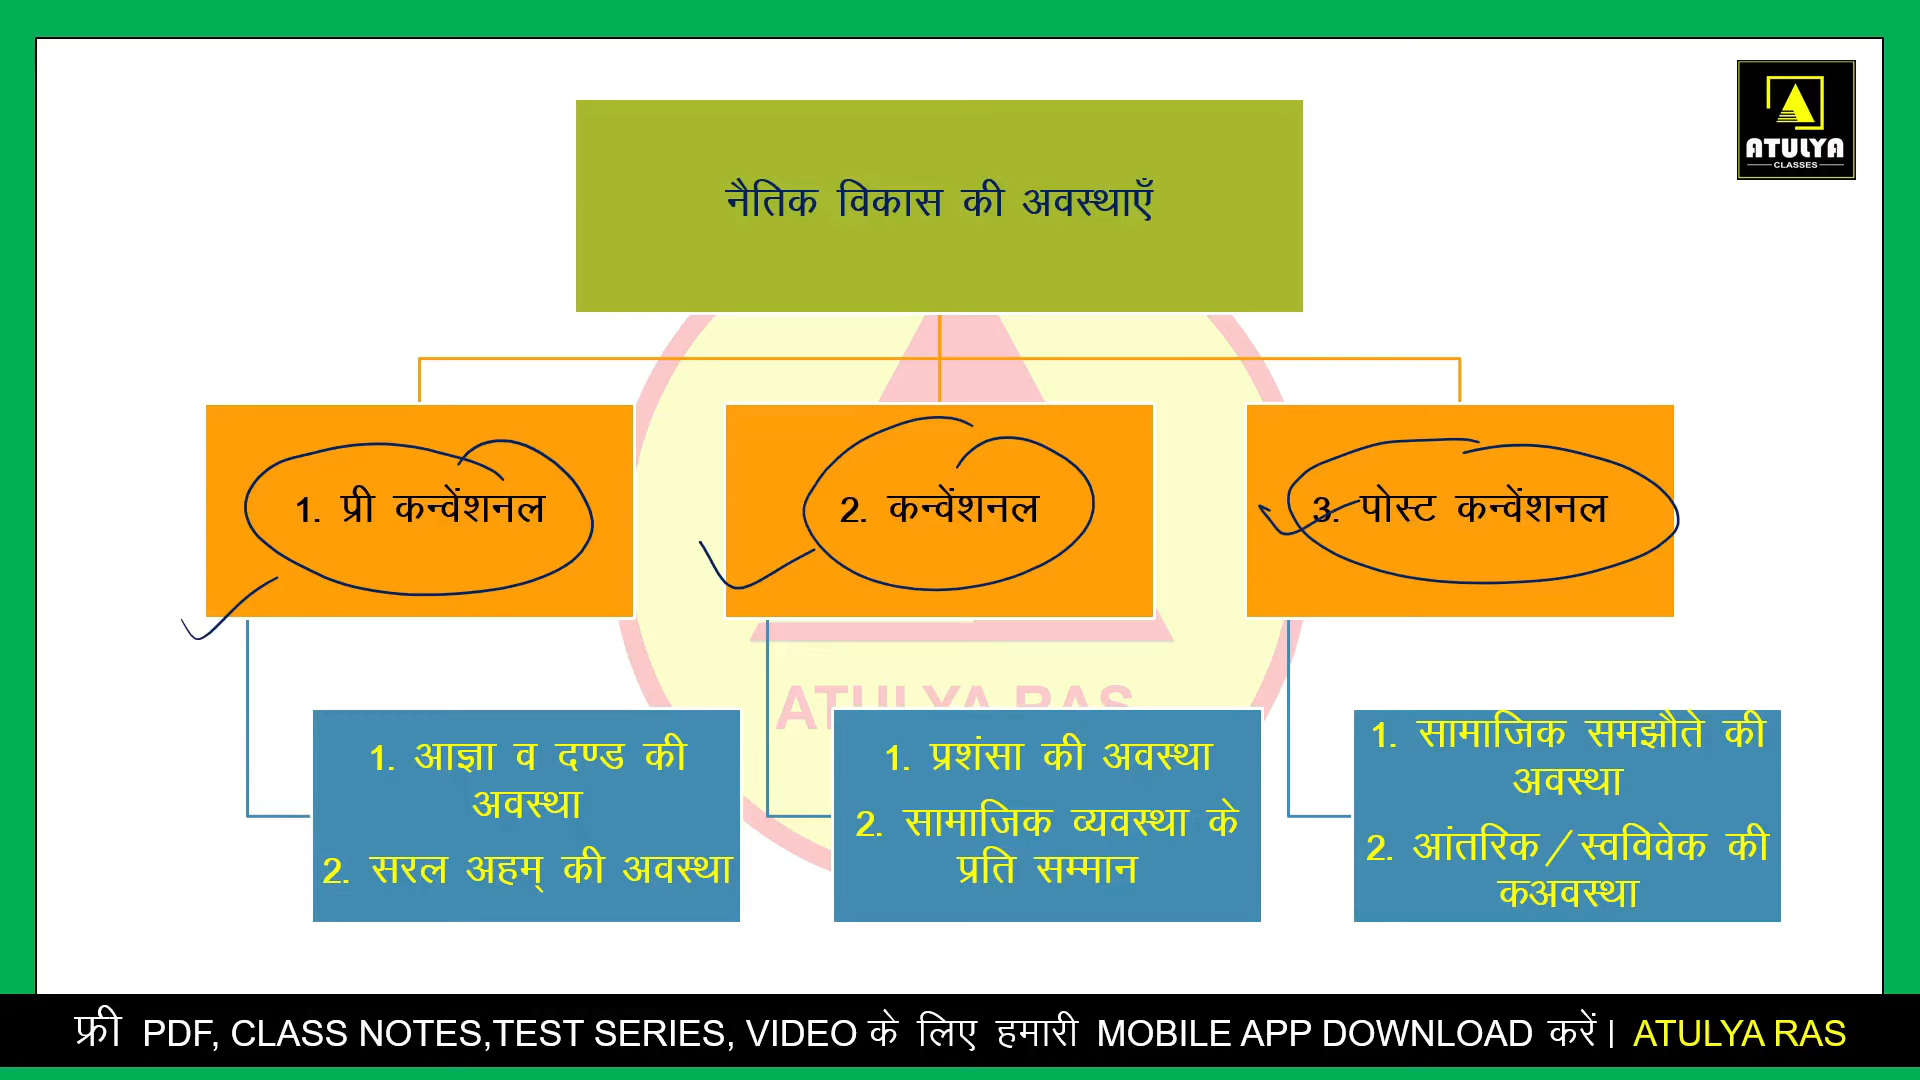 ATULYA
CLASSES
नैतिक विकास की अवस्थाएँ
1. प्री कन्वेंशनल
2. कन्वेंशनल
3. पोस्ट कन्वेंशनल
ATULYA RAS
1. आज्ञा व दण्ड की
अवस्था
2. सरल अहम् की अवस्था
1. प्रशंसा की अवस्था
2. सामाजिक व्यवस्था के
प्रति सम्मान
1. सामाजिक समझौते की
अवस्था
2. आंतरिक/स्वविवेक की
कअवस्था
फ्री PDF, CLASS NOTES,TEST SERIES, VIDEO के लिए हमारी MOBILE APP DOWNLOAD करें| ATULYA RAS